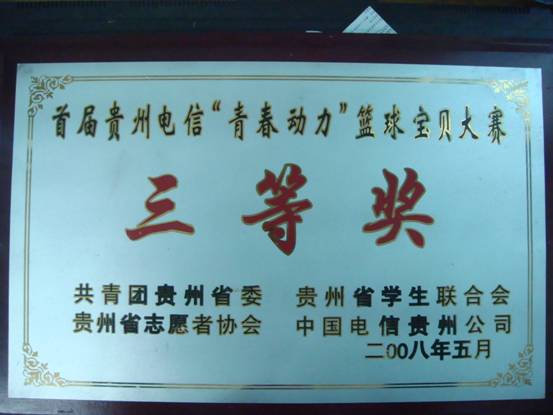 首届贵州电信“青春动力”篮球宝贝大赛
三等奖
共青团贵州省委 贵州省学生联合会
贵州省志愿者协会 中国电信贵州公司
二00八年五月